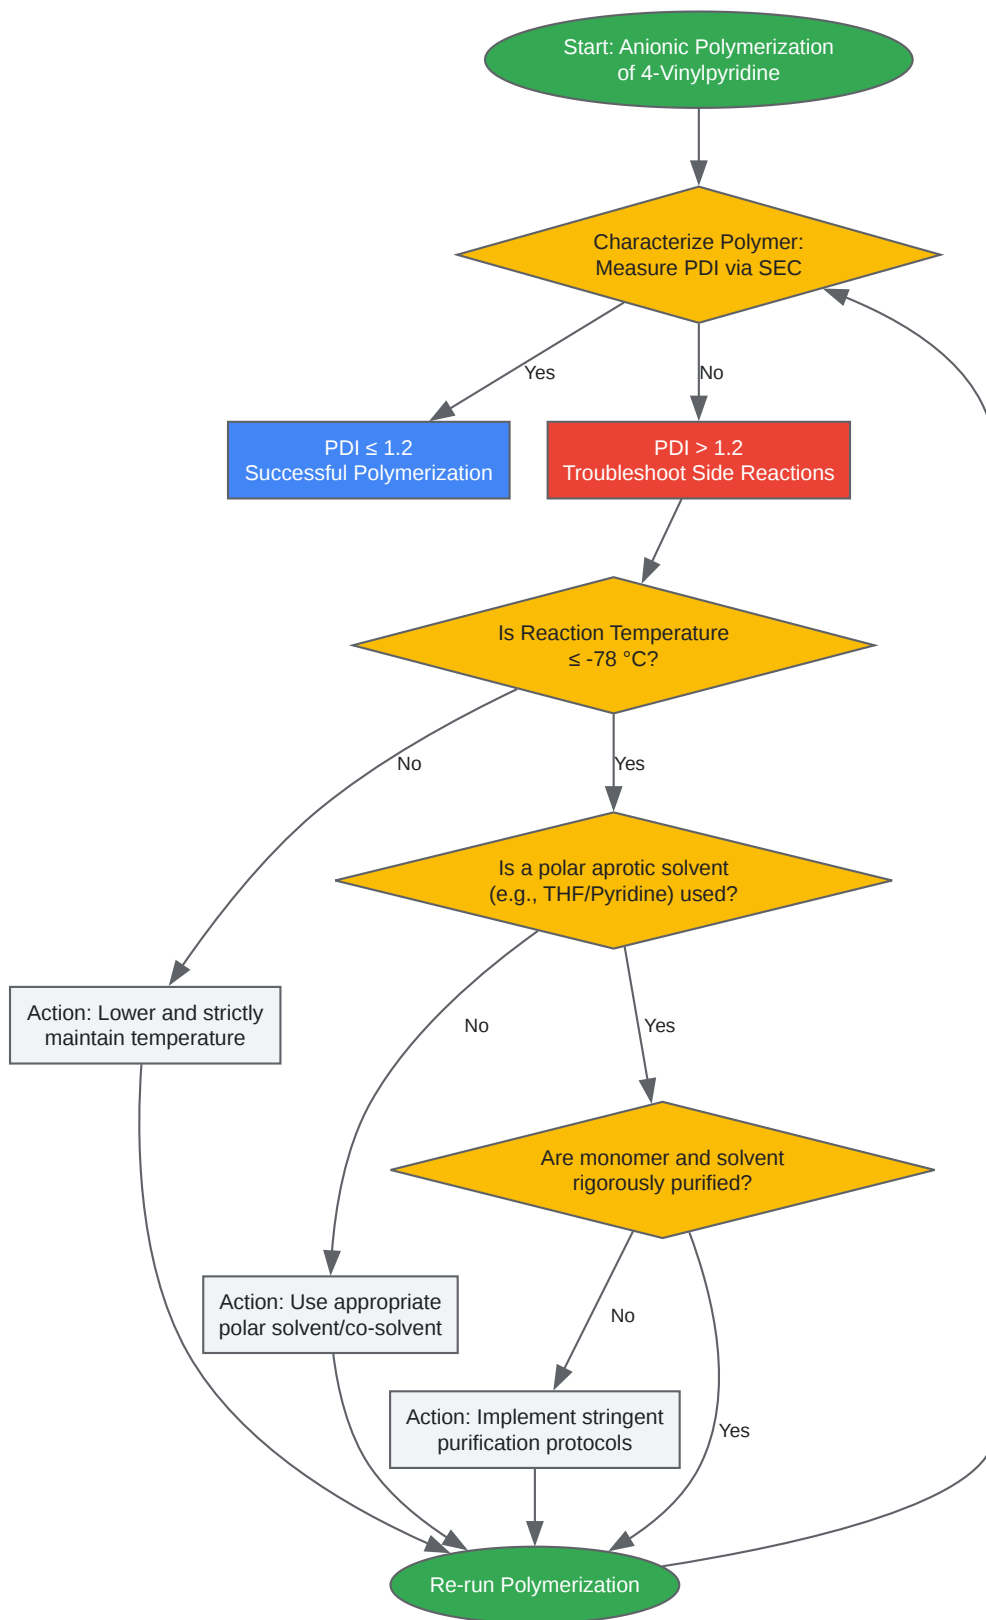 Start: Anionic Polymerization
of 4-Vinylpyridine
Characterize Polymer:
Measure PDI via SEC
Yes
No
PDI ≤ 1.2
Successful Polymerization
PDI > 1.2
Troubleshoot Side Reactions
Is Reaction Temperature
≤ -78 °C?
No
Yes
Is a polar aprotic solvent
(e.g., THF/Pyridine) used?
Action: Lower and strictly
maintain temperature
No
Yes
Are monomer and solvent
rigorously purified?
Action: Use appropriate
polar solvent/co-solvent
No
Action: Implement stringent
purification protocols
Yes
Re-run Polymerization